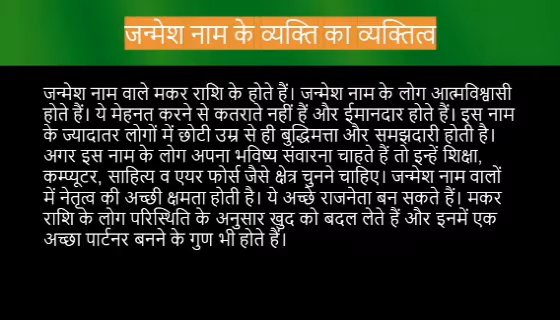 जन्मेश नाम के व्यक्ति का व्यक्तित्व
जन्मेश नाम वाले मकर राशि के होते हैं। जन्मेश नाम के लोग आत्मविश्वासी
होते हैं। ये मेहनत करने से कतराते नहीं हैं और ईमानदार होते हैं। इस नाम
के ज्यादातर लोगों में छोटी उम्र से ही बुद्धिमत्ता और समझदारी होती है।
अगर इस नाम के लोग अपना भविष्य संवारना चाहते हैं तो इन्हें शिक्षा,
कम्प्यूटर, साहित्य व एयर फोर्स जैसे क्षेत्र चुनने चाहिए। जन्मेश नाम वालों
में नेतृत्व की अच्छी क्षमता होती है। ये अच्छे राजनेता बन सकते हैं। मकर
राशि के लोग परिस्थिति के अनुसार खुद को बदल लेते हैं और इनमें एक
अच्छा पार्टनर बनने के गुण भी होते हैं।